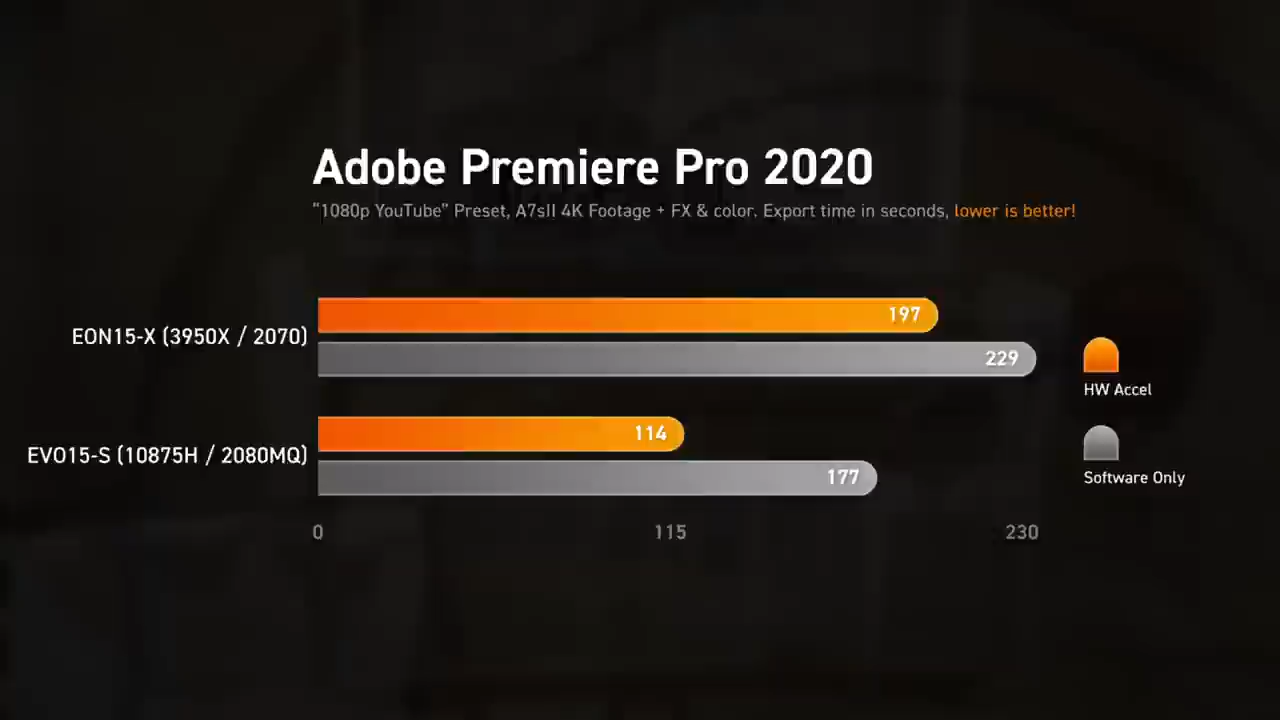 Adobe Premiere Pro 2020
"1080p YouTube" Preset, A7sII 4K Footage + FX & color. Export time in seconds, lower is better!
EON15-X (3950X / 2070)
197
229
EVO15-S (10875H / 2080MQ)
114
177
HW Accel
Software Only
0 115 230